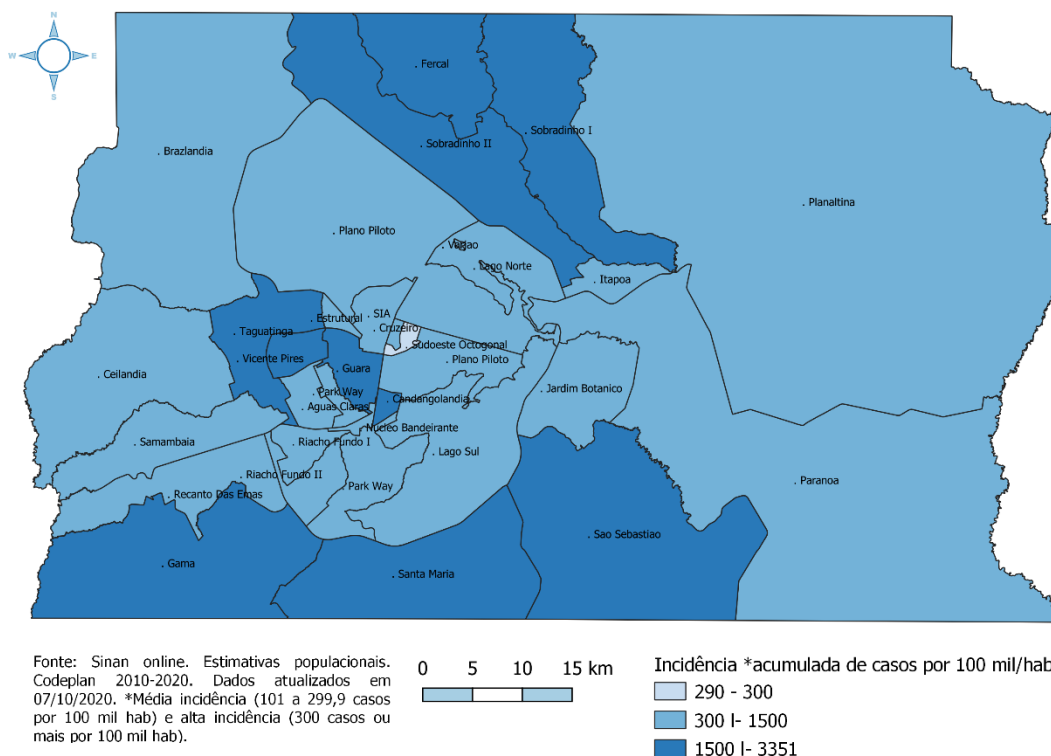 N
W E
S
Fercal
Sobradinho I
Sobradinho II
Brazlandia
Planaltina
Plano Piloto
Varjao
Lago Norte
Itapoa
SIA
Estrutural
Cruzeiro
Taguatinga
Sudoeste Octogonal
Vicente Pires
Plano Piloto
Guara
Ceilandia
Jardim Botanico
Park Way
Candangolandia
Aguas Claras
Nucleo Bandeirante
Samambaia
Riacho Fundo I
Lago Sul
Riacho Fundo II
Paranoa
Park Way
Recanto Das Emas
Sao Sebastiao
Gama
Santa Maria
Fonte: Sinan online. Estimativas populacionais.
Codeplan 2010-2020. Dados atualizados em
07/10/2020. *Média incidência (101 a 299,9 casos
por 100 mil hab) e alta incidência (300 casos ou
mais por 100 mil hab).
0 5 10 15 km
Incidência *acumulada de casos por 100 mil/hab
290 - 300
300 l- 1500
1500 l- 3351